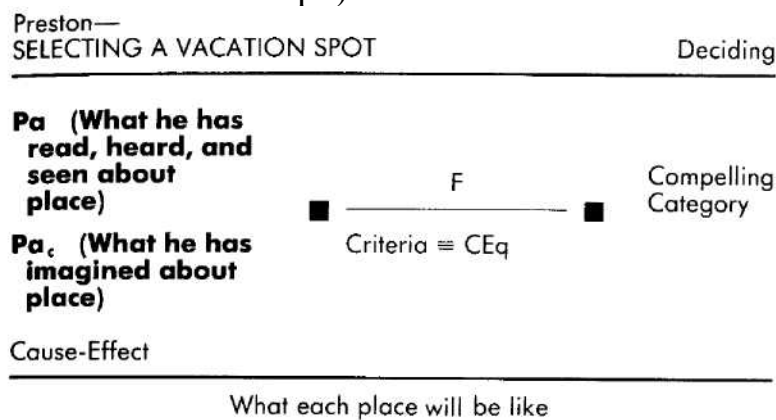 Preston—
SELECTING A VACATION SPOT Deciding
Pa (What he has
read, heard, and
seen about
place)
F
Compelling
Category
Criteria ≡ CEq
Pa_c (What he has
imagined about
place)
Cause-Effect
What each place will be like